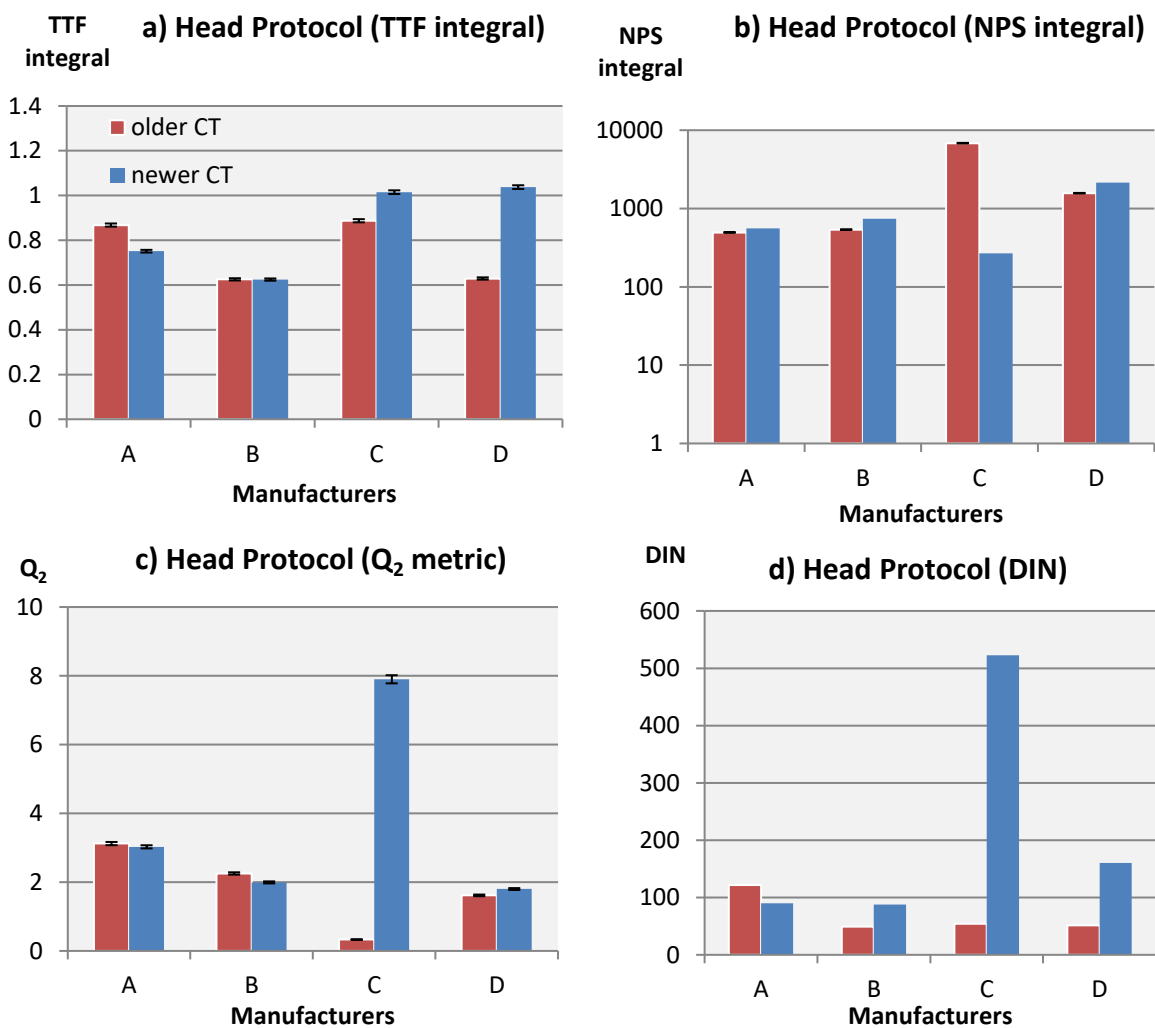 TTF
integral
a) Head Protocol (TTF integral)
1.4
1.2
1
0.8
0.6
0.4
0.2
0
older CT
newer CT
A B C D
Manufacturers
NPS
integral
b) Head Protocol (NPS integral)
10000
1000
100
10
1
A B C D
Manufacturers
Q₂
c) Head Protocol (Q₂ metric)
10
8
6
4
2
0
A B C D
Manufacturers
DIN
d) Head Protocol (DIN)
600
500
400
300
200
100
0
A B C D
Manufacturers